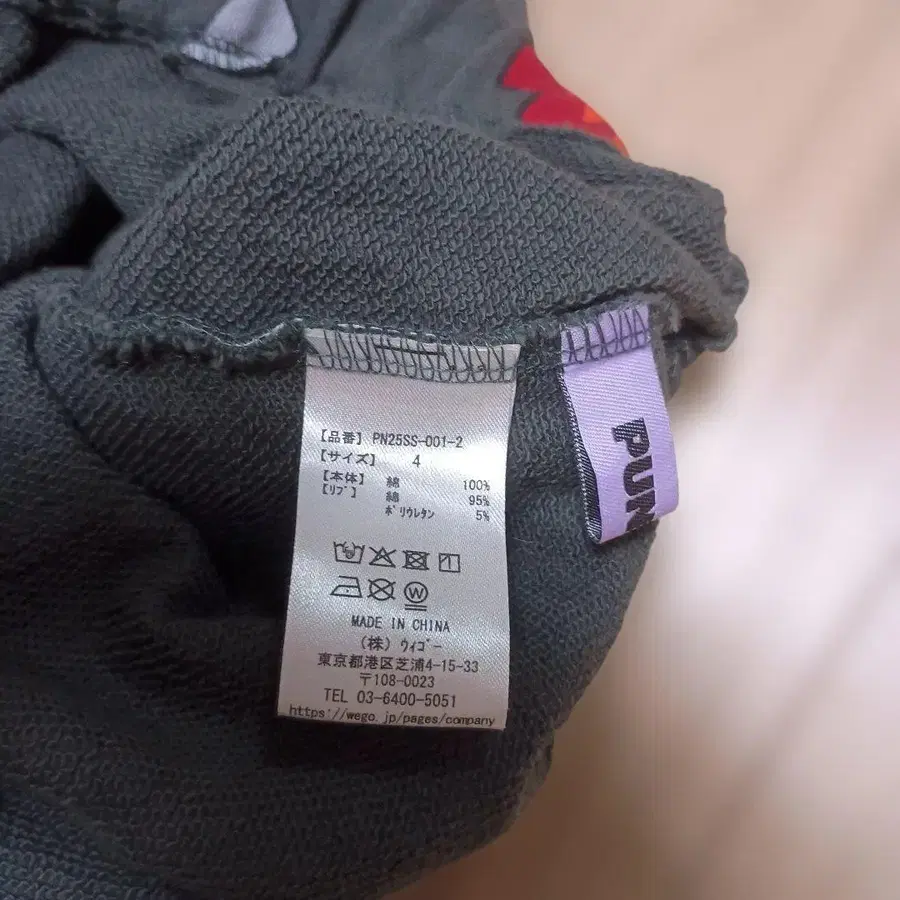 【品番】 PN25SS-001-2
【サイズ】 4
【本体】 綿 100%
【リブ】 綿 95%
ポリウレタン 5%
MADE IN CHINA
(株) ウィゴー
東京都港区芝浦4-15-33
〒108-0023
TEL 03-6400-5051
https://wego.jp/pages/company